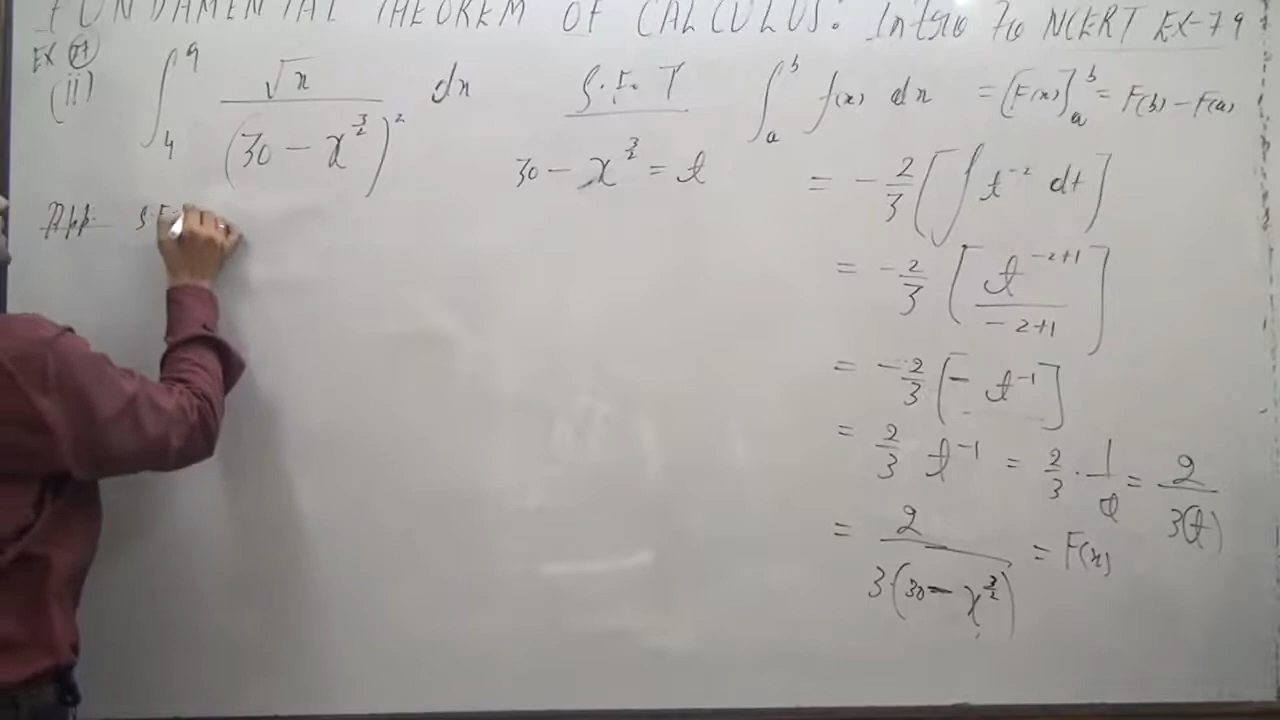 FUNDAMENTAL THEOREM OF CALCULUS: Intro To NCERT EX-7.9
EX 27
(ii) ∫₄⁹ √x / (30 − x^(3/2))² dx
S.F.T ∫ₐᵇ f(x) dx = [F(x)]ₐᵇ = F(b) − F(a)
30 − x^(3/2) = t
= −2/3 [∫ t⁻² dt]
= −2/3 [t^(−2+1) / (−2+1)]
= −2/3 [− t⁻¹]
= 2/3 t⁻¹ = 2/3 · 1/t = 2/3(t)
= 2 / 3(30 − x^(3/2)) = F(x)
App. S.F.